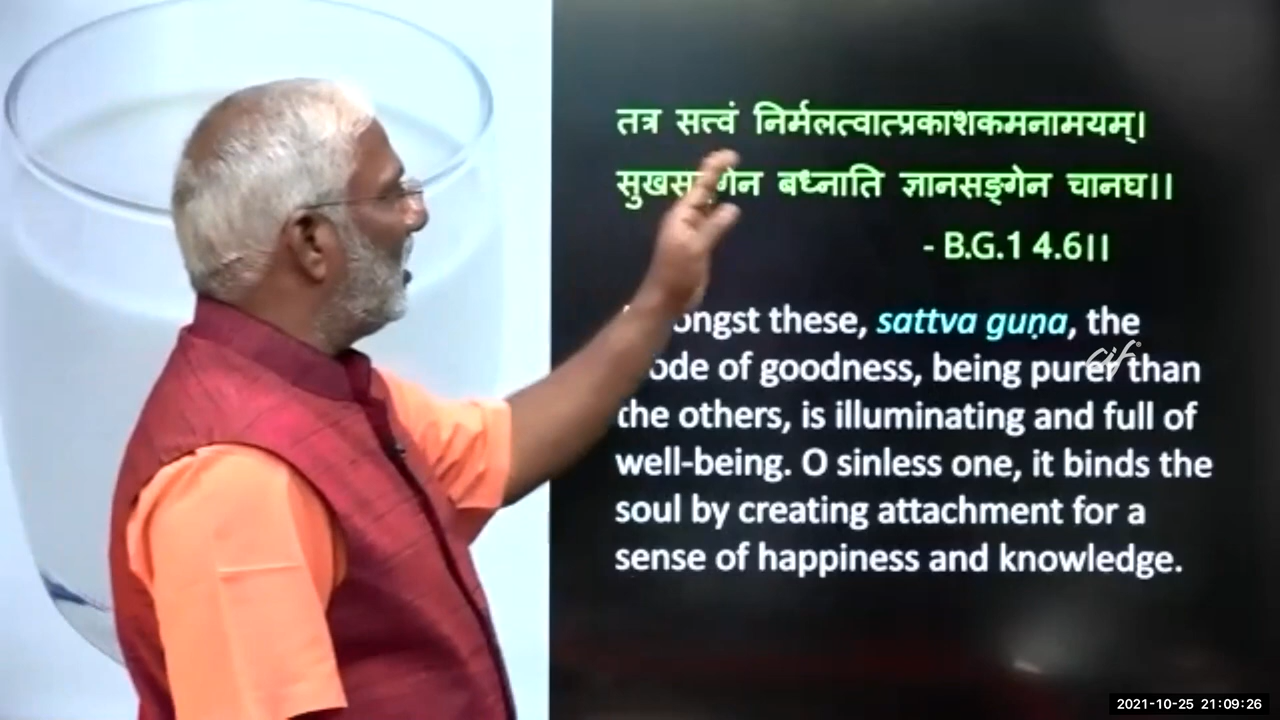 तत्र सत्त्वं निर्मलत्वात्प्रकाशकमनामयम्।
बध्नाति ज्ञानसङ्गेन चानघ।।
- B.G.1 4.6।।
these, sattva guṇa, the
of goodness, being purer than
the others, is illuminating and full of
well-being. O sinless one, it binds the
soul by creating attachment for a
sense of happiness and knowledge.
cif
2021-10-25 21:09:26